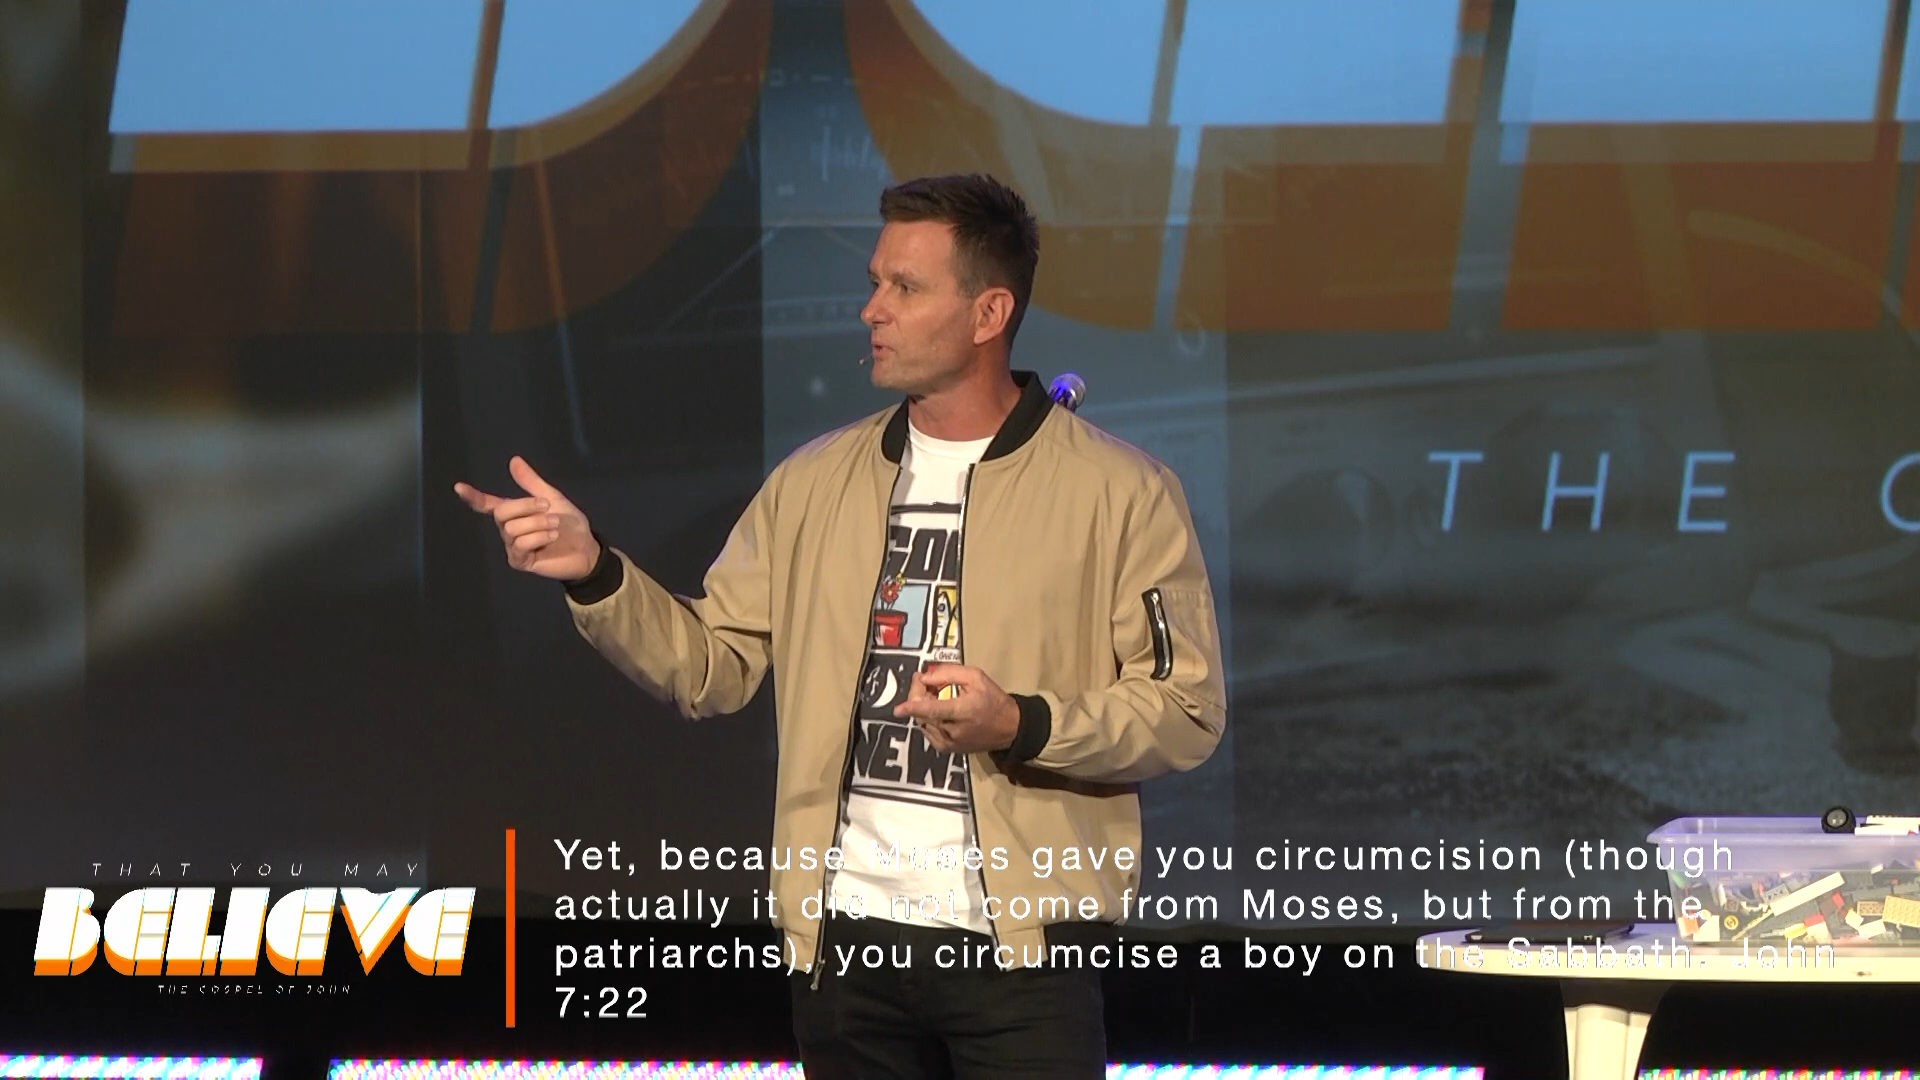 THE
GOO
NEWS
THAT YOU MAY
BELIEVE
THE GOSPEL OF JOHN
Yet, because Moses gave you circumcision (though
actually it did not come from Moses, but from the
patriarchs), you circumcise a boy on the Sabbath. John
7:22